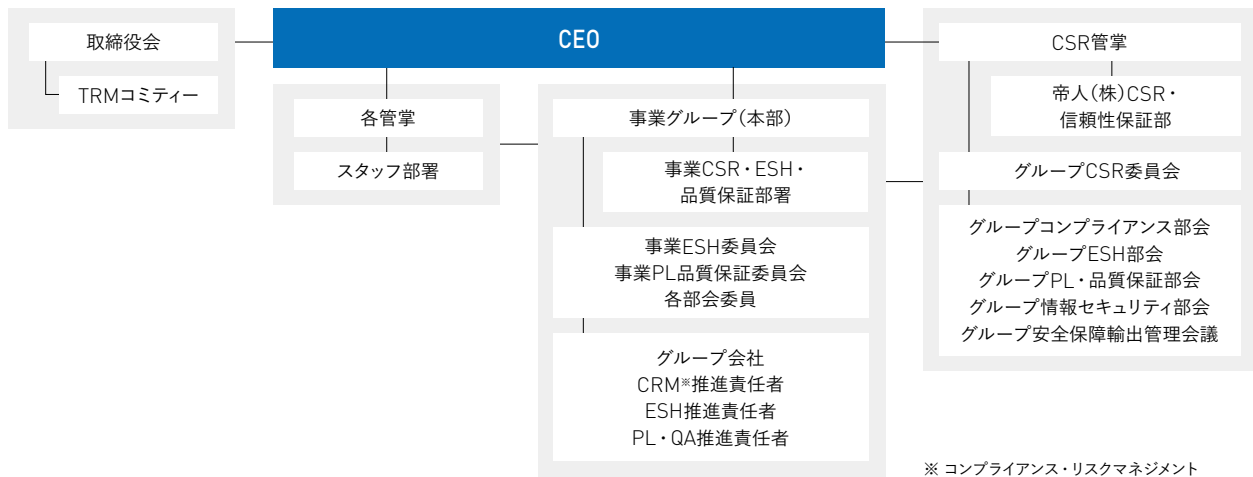 取締役会
TRMコミティー
CEO
各管掌
スタッフ部署
事業グループ（本部）
事業CSR・ESH・
品質保証部署
事業ESH委員会
事業PL品質保証委員会
各部会委員
グループ会社
CRM※推進責任者
ESH推進責任者
PL・QA推進責任者
CSR管掌
帝人（株）CSR・
信頼性保証部
グループCSR委員会
グループコンプライアンス部会
グループESH部会
グループPL・品質保証部会
グループ情報セキュリティ部会
グループ安全保障輸出管理会議
※ コンプライアンス・リスクマネジメント